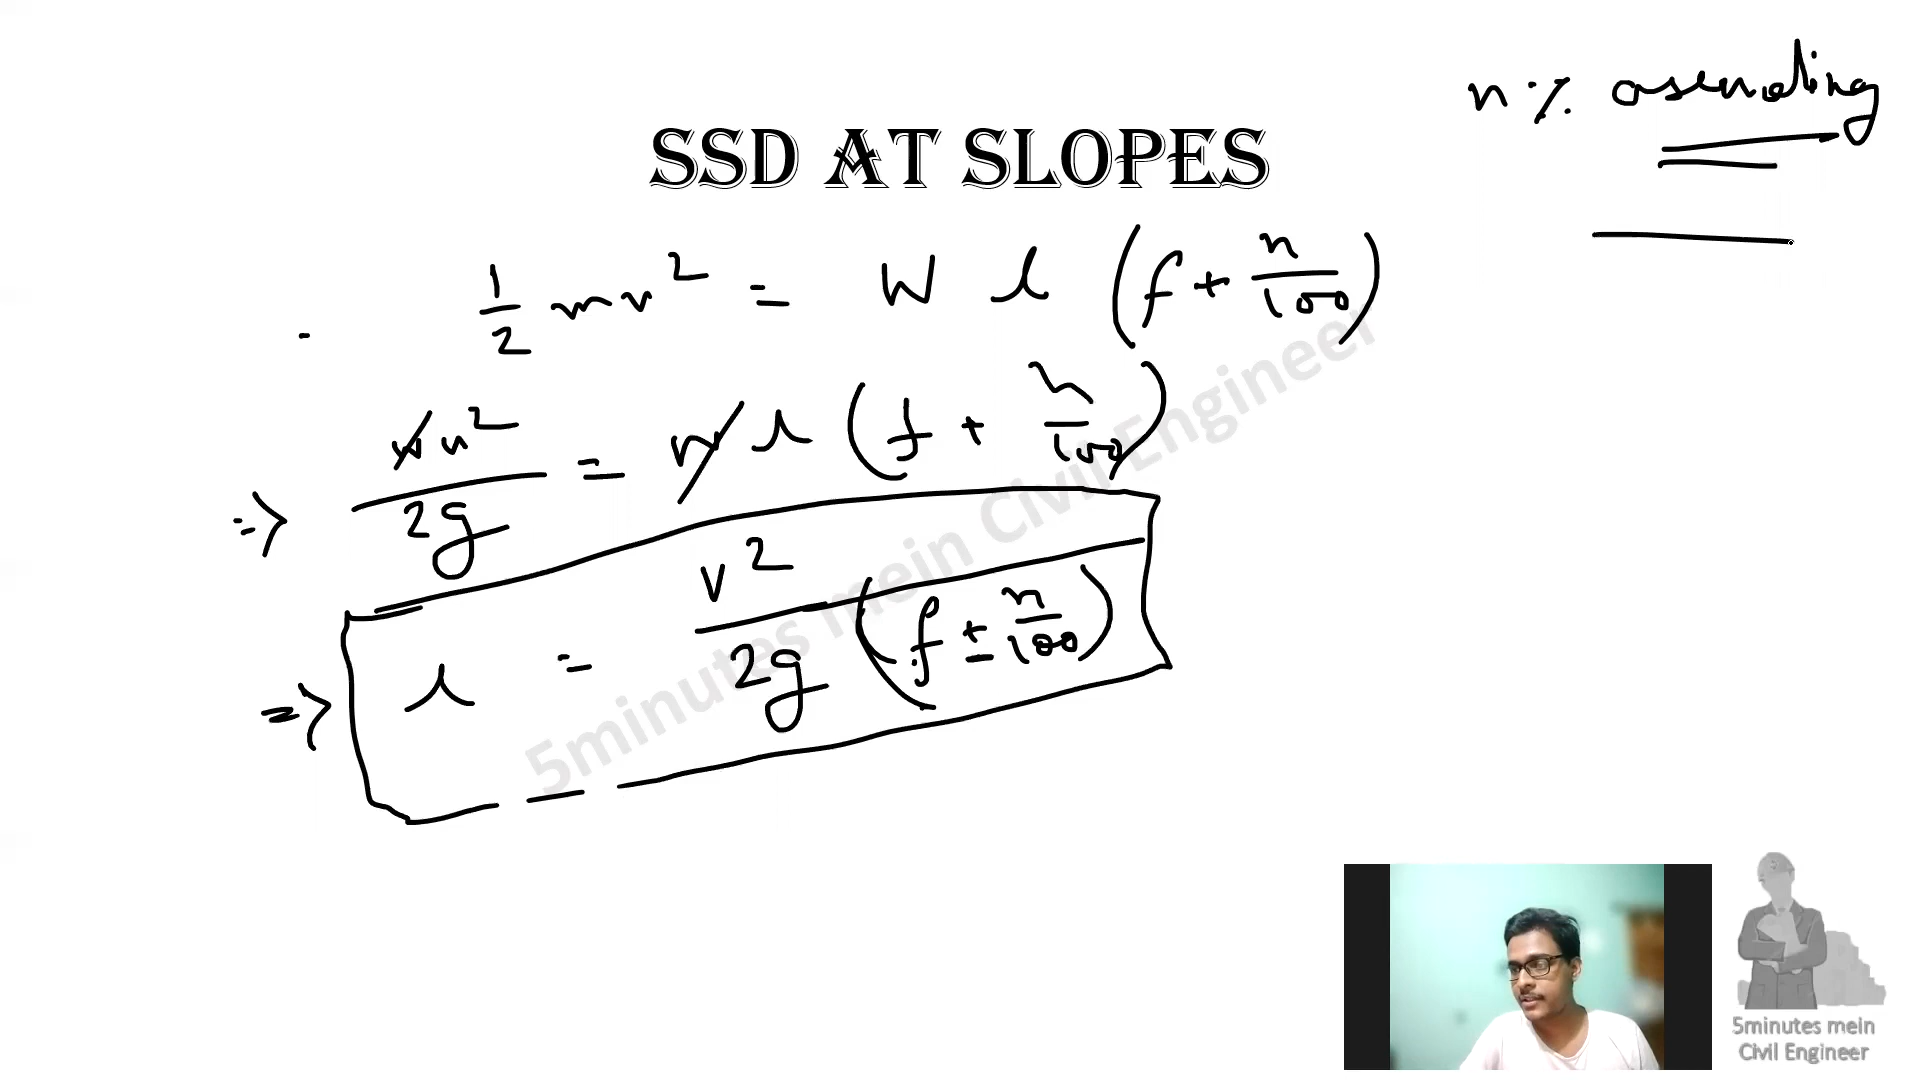 n % ascending
SSD AT SLOPES
1/2 mv² = W l (f + n/100)
=> Wv²/2g = W l (f + n/100)
=> l = v²/2g (f ± n/100)
5minutes mein Civil Engineer
5minutes mein
Civil Engineer